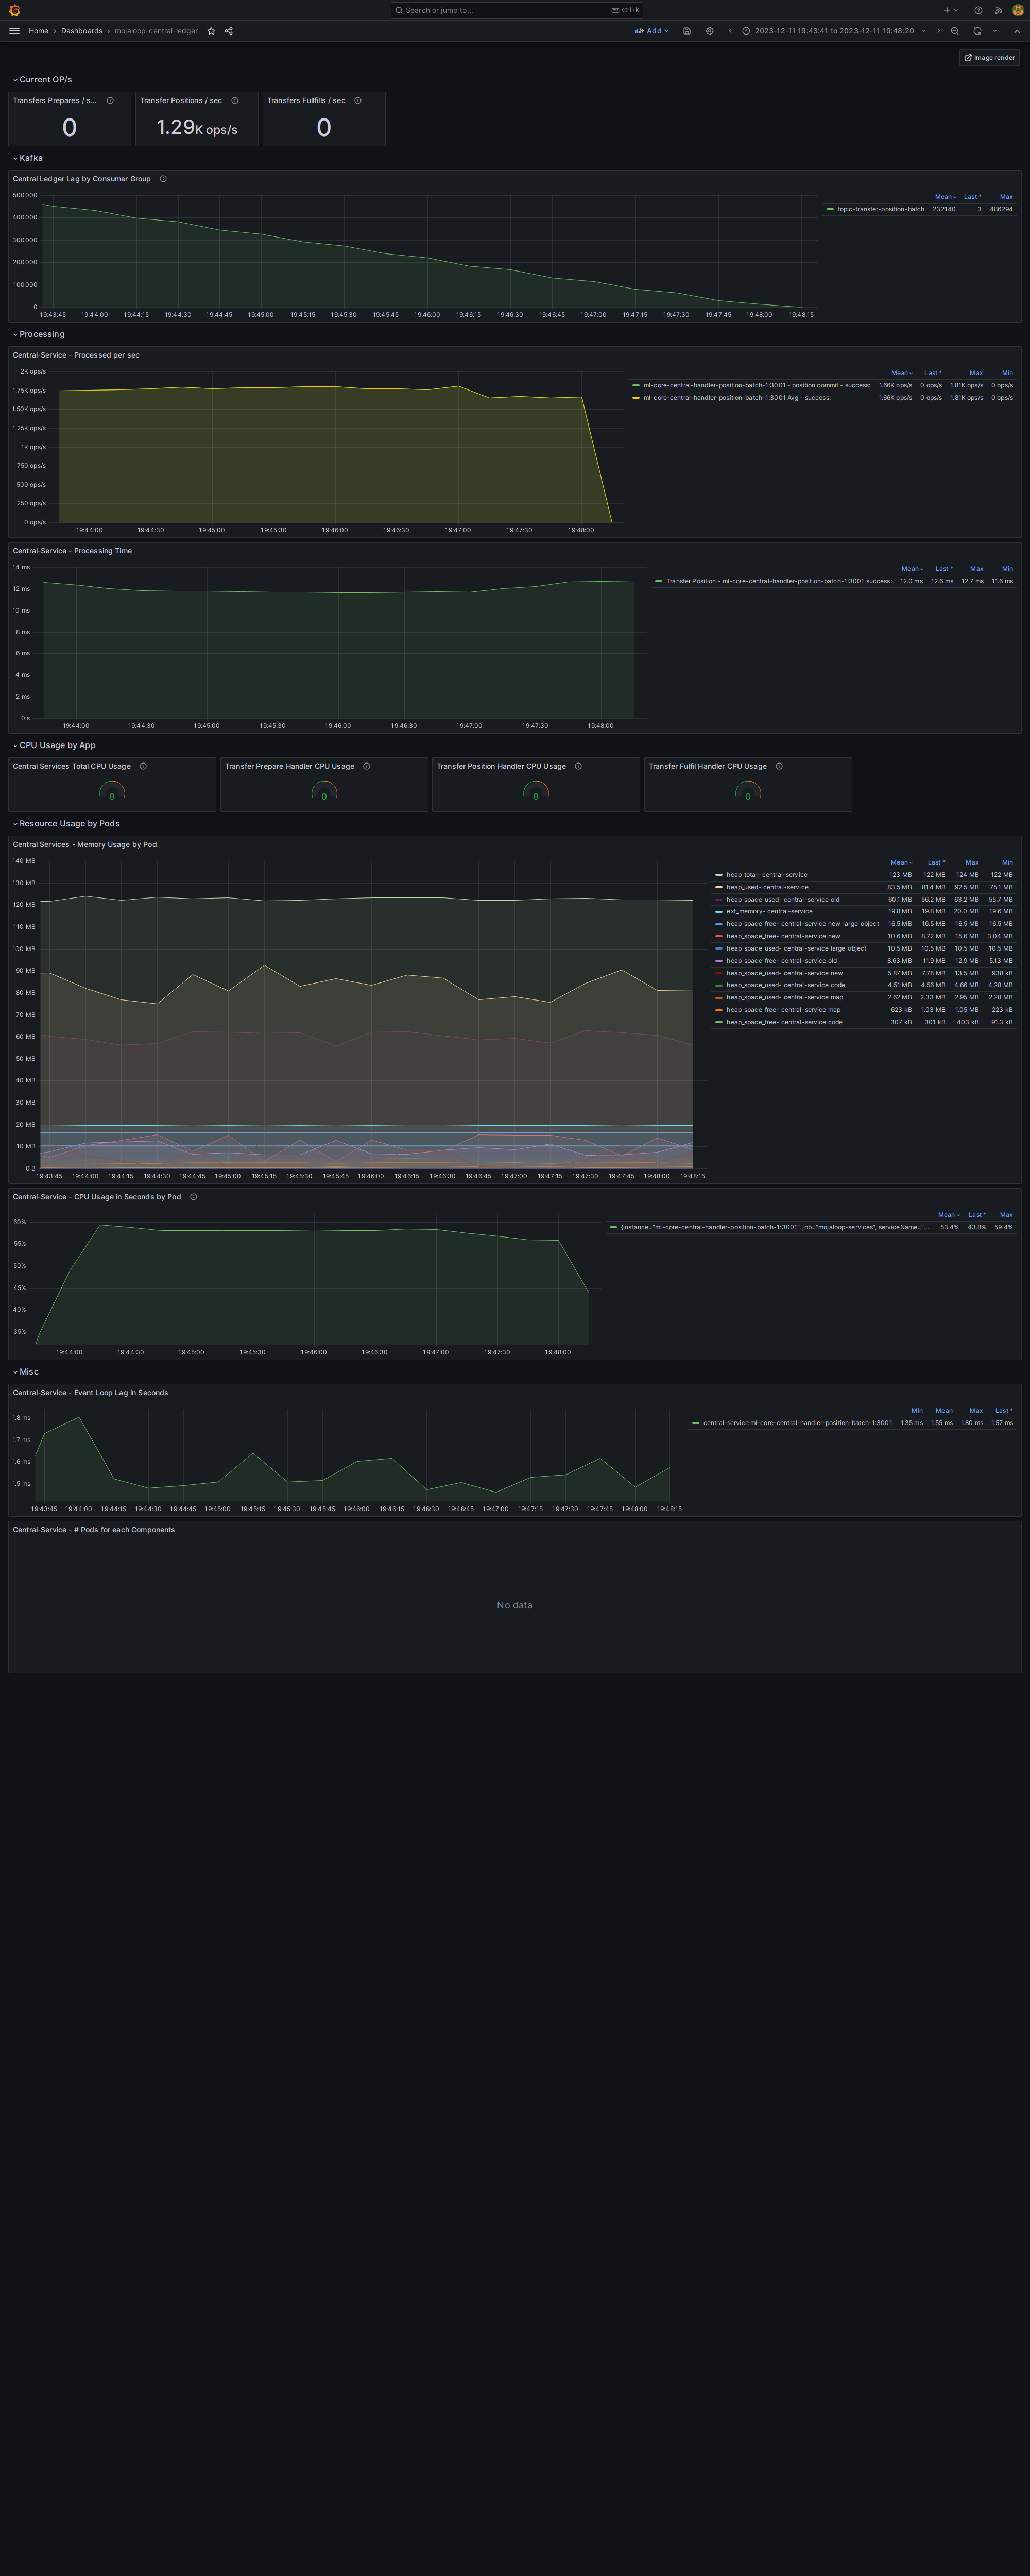 Search or jump to...
ctrl+k
Home › Dashboards › mojaloop-central-ledger
Add
2023-12-11 19:43:41 to 2023-12-11 19:48:20
Image render
Current OP/s
Transfers Prepares / s...
Transfer Positions / sec
Transfers Fullfills / sec
0
1.29K ops/s
0
Kafka
Central Ledger Lag by Consumer Group
500000
400000
300000
200000
100000
0
19:43:45 19:44:00 19:44:15 19:44:30 19:44:45 19:45:00 19:45:15 19:45:30 19:45:45 19:46:00 19:46:15 19:46:30 19:46:45 19:47:00 19:47:15 19:47:30 19:47:45 19:48:00 19:48:15
Mean Last * Max
topic-transfer-position-batch 232140 3 486294
Processing
Central-Service - Processed per sec
2K ops/s
1.75K ops/s
1.50K ops/s
1.25K ops/s
1K ops/s
750 ops/s
500 ops/s
250 ops/s
0 ops/s
19:44:00 19:44:30 19:45:00 19:45:30 19:46:00 19:46:30 19:47:00 19:47:30 19:48:00
Mean Last * Max Min
ml-core-central-handler-position-batch-1:3001 - position commit - success: 1.66K ops/s 0 ops/s 1.81K ops/s 0 ops/s
ml-core-central-handler-position-batch-1:3001 Avg - success: 1.66K ops/s 0 ops/s 1.81K ops/s 0 ops/s
Central-Service - Processing Time
14 ms
12 ms
10 ms
8 ms
6 ms
4 ms
2 ms
0 s
19:44:00 19:44:30 19:45:00 19:45:30 19:46:00 19:46:30 19:47:00 19:47:30 19:48:00
Mean Last * Max Min
Transfer Position - ml-core-central-handler-position-batch-1:3001 success: 12.0 ms 12.6 ms 12.7 ms 11.6 ms
CPU Usage by App
Central Services Total CPU Usage
Transfer Prepare Handler CPU Usage
Transfer Position Handler CPU Usage
Transfer Fulfil Handler CPU Usage
0
0
0
0
Resource Usage by Pods
Central Services - Memory Usage by Pod
140 MB
130 MB
120 MB
110 MB
100 MB
90 MB
80 MB
70 MB
60 MB
50 MB
40 MB
30 MB
20 MB
10 MB
0 B
19:43:45 19:44:00 19:44:15 19:44:30 19:44:45 19:45:00 19:45:15 19:45:30 19:45:45 19:46:00 19:46:15 19:46:30 19:46:45 19:47:00 19:47:15 19:47:30 19:47:45 19:48:00 19:48:15
Mean Last * Max Min
heap_total- central-service 123 MB 122 MB 124 MB 122 MB
heap_used- central-service 83.5 MB 81.4 MB 92.5 MB 75.1 MB
heap_space_used- central-service old 60.1 MB 56.2 MB 63.2 MB 55.7 MB
ext_memory- central-service 19.8 MB 19.8 MB 20.0 MB 19.6 MB
heap_space_free- central-service new_large_object 16.5 MB 16.5 MB 16.5 MB 16.5 MB
heap_space_free- central-service new 10.6 MB 8.72 MB 15.6 MB 3.04 MB
heap_space_used- central-service large_object 10.5 MB 10.5 MB 10.5 MB 10.5 MB
heap_space_free- central-service old 8.63 MB 11.9 MB 12.9 MB 5.13 MB
heap_space_used- central-service new 5.87 MB 7.78 MB 13.5 MB 938 kB
heap_space_used- central-service code 4.51 MB 4.56 MB 4.66 MB 4.28 MB
heap_space_used- central-service map 2.62 MB 2.33 MB 2.95 MB 2.28 MB
heap_space_free- central-service map 623 kB 1.03 MB 1.05 MB 223 kB
heap_space_free- central-service code 307 kB 301 kB 403 kB 91.3 kB
Central-Service - CPU Usage in Seconds by Pod
60%
55%
50%
45%
40%
35%
19:44:00 19:44:30 19:45:00 19:45:30 19:46:00 19:46:30 19:47:00 19:47:30 19:48:00
Mean Last * Max
{instance="ml-core-central-handler-position-batch-1:3001", job="mojaloop-services", serviceName="... 53.4% 43.8% 59.4%
Misc
Central-Service - Event Loop Lag in Seconds
1.8 ms
1.7 ms
1.6 ms
1.5 ms
19:43:45 19:44:00 19:44:15 19:44:30 19:44:45 19:45:00 19:45:15 19:45:30 19:45:45 19:46:00 19:46:15 19:46:30 19:46:45 19:47:00 19:47:15 19:47:30 19:47:45 19:48:00 19:48:15
Min Mean Max Last *
central-service ml-core-central-handler-position-batch-1:3001 1.35 ms 1.55 ms 1.80 ms 1.57 ms
Central-Service - # Pods for each Components
No data